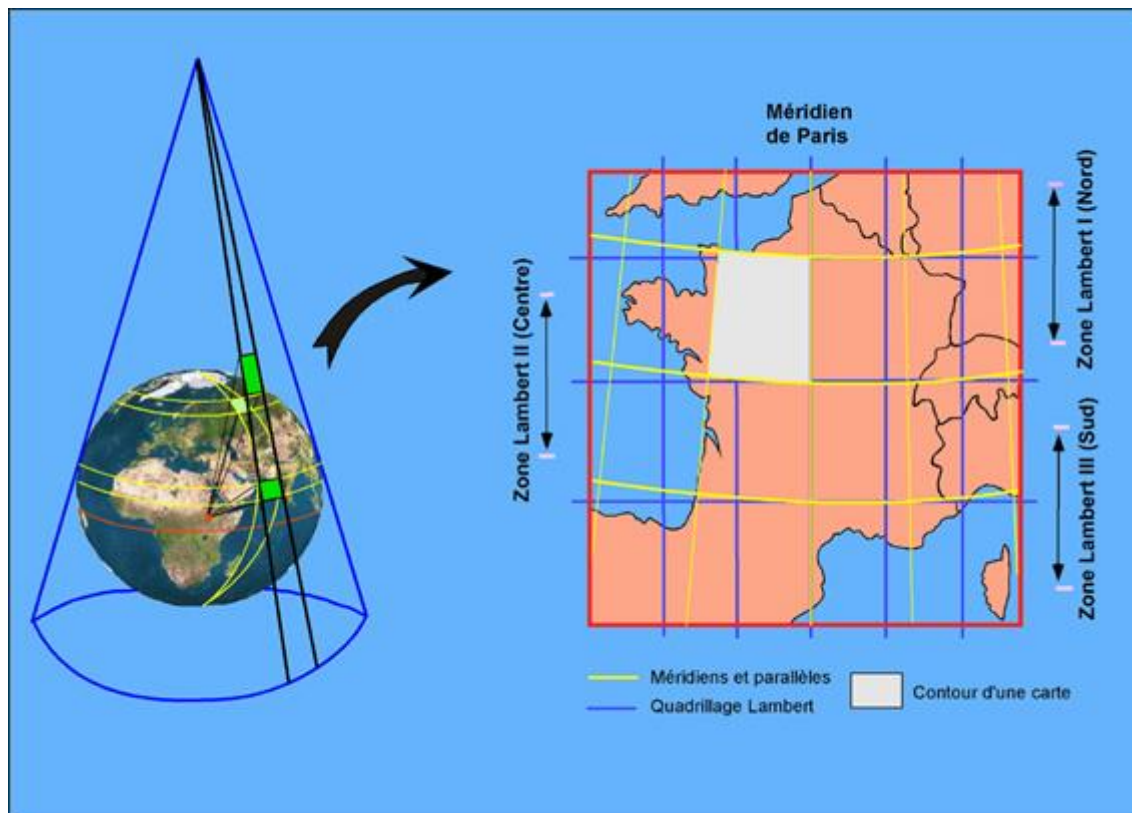 Méridien
de Paris
Zone Lambert I (Nord)
Zone Lambert II (Centre)
Zone Lambert III (Sud)
Méridiens et parallèles
Quadrillage Lambert
Contour d'une carte